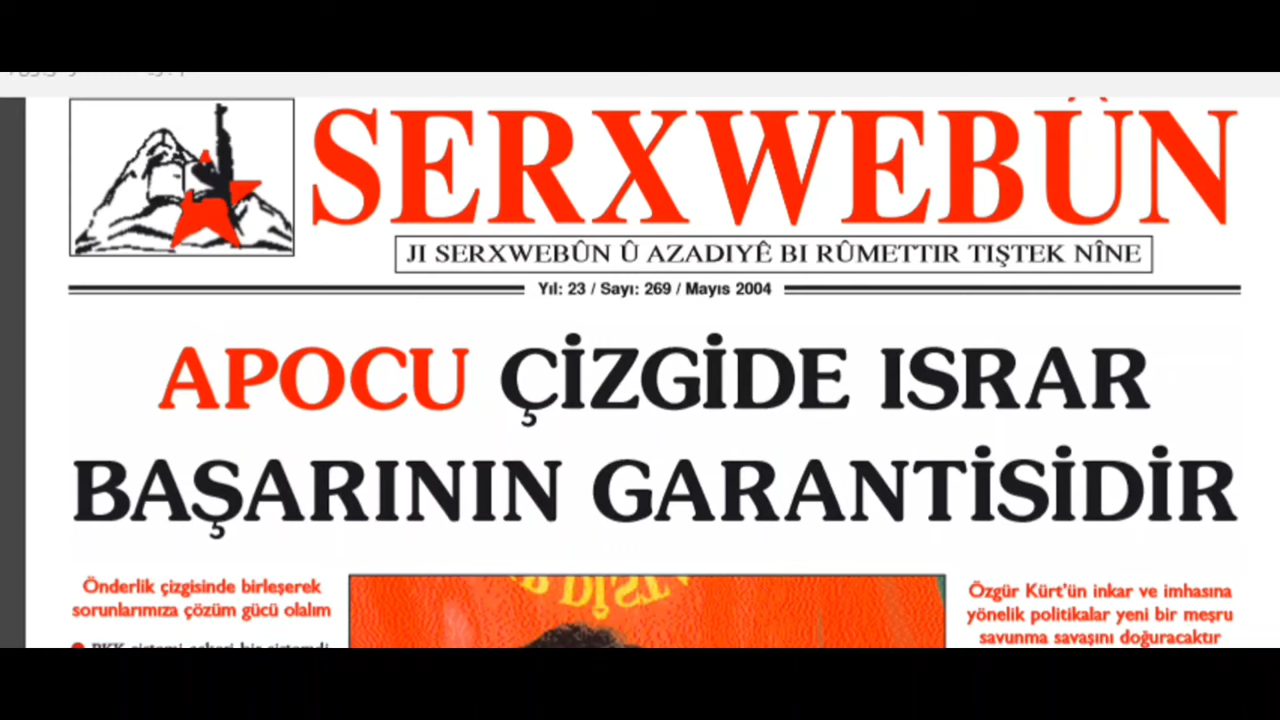 SERXWEBÛN
JI SERXWEBÛN Û AZADIYÊ BI RÛMETTIR TIŞTEK NÎNE
Yıl: 23 / Sayı: 269 / Mayıs 2004
APOCU ÇİZGİDE ISRAR
BAŞARININ GARANTİSİDİR
Önderlik çizgisinde birleşerek
sorunlarımıza çözüm gücü olalım
Özgür Kürt'ün inkar ve imhasına
yönelik politikalar yeni bir meşru
savunma savaşını doğuracaktır